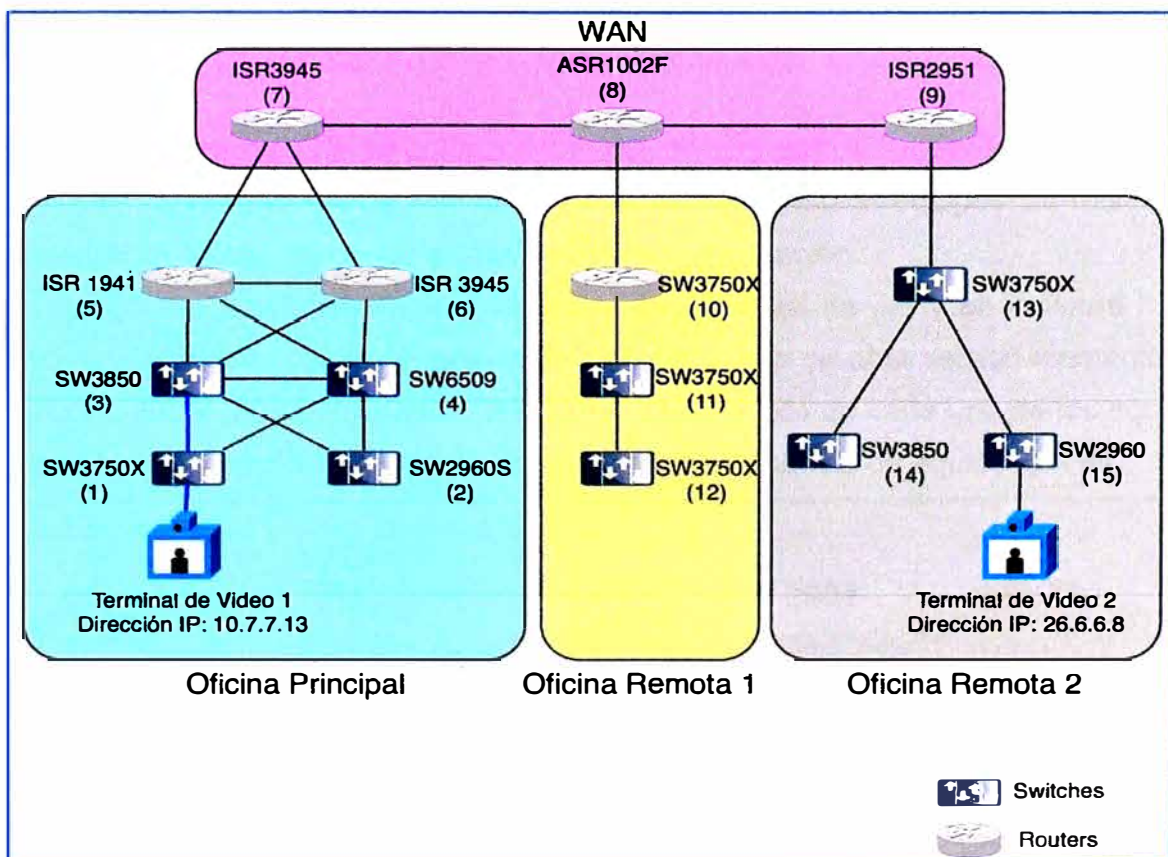 WAN
ISR3945
(7)
ASR1002F
(8)
ISR2951
(9)
ISR 1941
(5)
ISR 3945
(6)
SW3850
(3)
SW6509
(4)
SW3750X
(1)
SW2960S
(2)
Terminal de Video 1
Dirección IP: 10.7.7.13
Oficina Principal
SW3750X
(10)
SW3750X
(11)
SW3750X
(12)
Oficina Remota 1
SW3750X
(13)
SW3850
(14)
SW2960
(15)
Terminal de Video 2
Dirección IP: 26.6.6.8
Oficina Remota 2
Switches
Routers